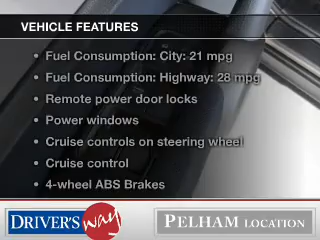 VEHICLE FEATURES
• Fuel Consumption: City: 21 mpg
• Fuel Consumption: Highway: 28 mpg
• Remote power door locks
• Power windows
• Cruise controls on steering wheel
• Cruise control
• 4-wheel ABS Brakes
DRIVER'S way
PELHAM LOCATION